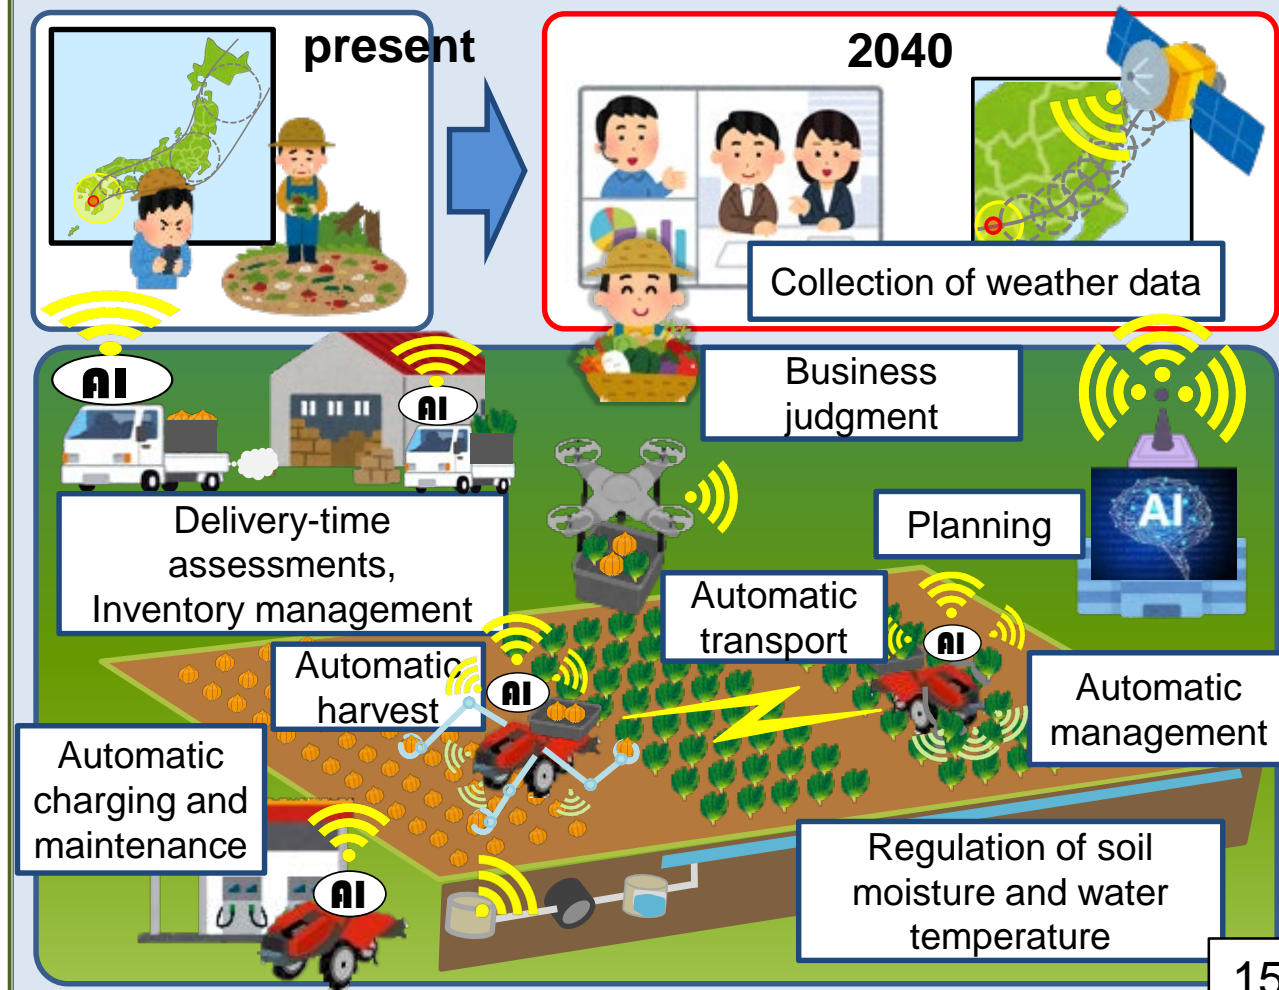 present
2040
Collection of weather data
AI
AI
Business
judgment
AI
Delivery-time
assessments,
Inventory management
Planning
Automatic
transport
AI
Automatic
harvest
AI
Automatic
management
Automatic
charging and
maintenance
AI
Regulation of soil
moisture and water
temperature
15